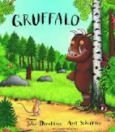 GRUFFALO
Julia Donaldson Axel Scheffler